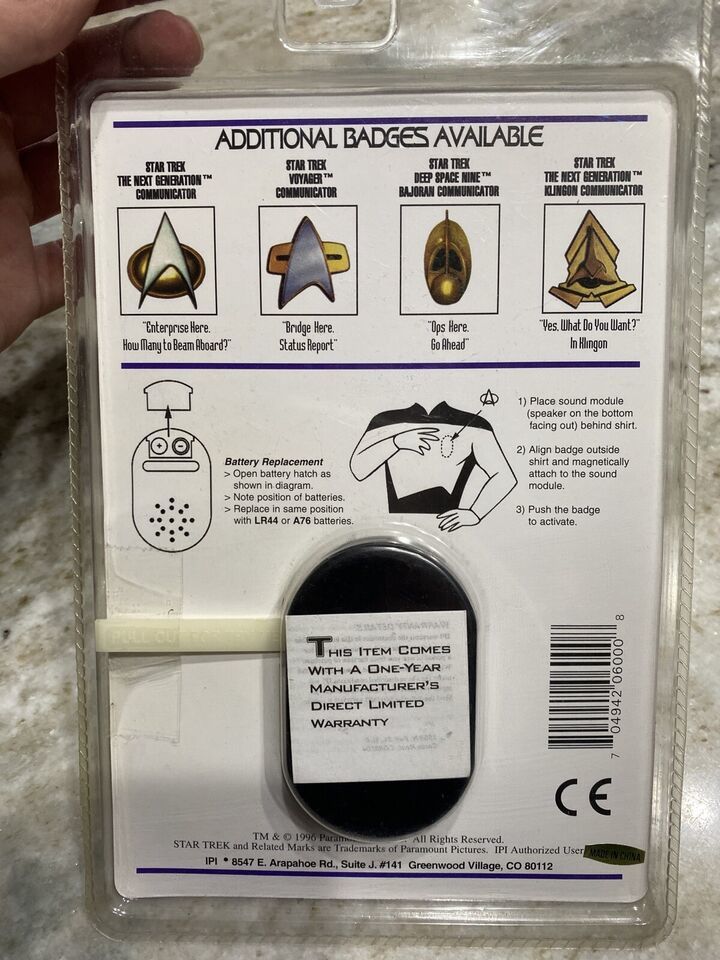 ADDITIONAL BADGES AVAILABLE
STAR TREK
THE NEXT GENERATION™
COMMUNICATOR
STAR TREK
VOYAGER™
COMMUNICATOR
STAR TREK
DEEP SPACE NINE™
BAJORAN COMMUNICATOR
STAR TREK
THE NEXT GENERATION™
KLINGON COMMUNICATOR
"Enterprise Here.
How Many to Beam Aboard?"
"Bridge Here.
Status Report"
"Ops Here.
Go Ahead"
"Yes. What Do You Want?"
In Klingon
+ -
Battery Replacement
> Open battery hatch as
shown in diagram.
> Note position of batteries.
> Replace in same position
with LR44 or A76 batteries.
1) Place sound module
(speaker on the bottom
facing out) behind shirt.
2) Align badge outside
shirt and magnetically
attach to the sound
module.
3) Push the badge
to activate.
THIS ITEM COMES
WITH A ONE-YEAR
MANUFACTURER'S
DIRECT LIMITED
WARRANTY
7 04942 06000 8
CE
TM & © 1996 All Rights Reserved.
STAR TREK and Related Marks are Trademarks of Paramount Pictures. IPI Authorized User
MADE IN CHINA
IPI • 8547 E. Arapahoe Rd., Suite J. #141 Greenwood Village, CO 80112